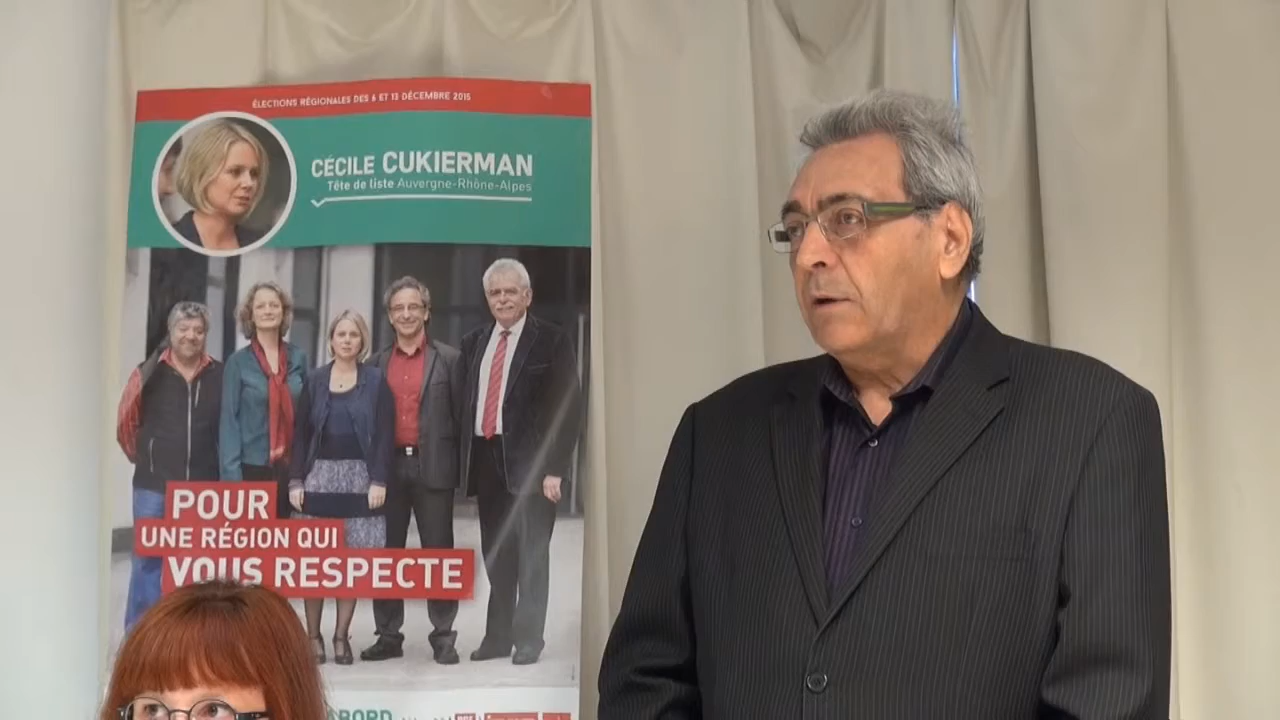 ÉLECTIONS RÉGIONALES DES 6 ET 13 DÉCEMBRE 2015
CÉCILE CUKIERMAN
Tête de liste Auvergne-Rhône-Alpes
POUR
UNE RÉGION QUI
VOUS RESPECTE